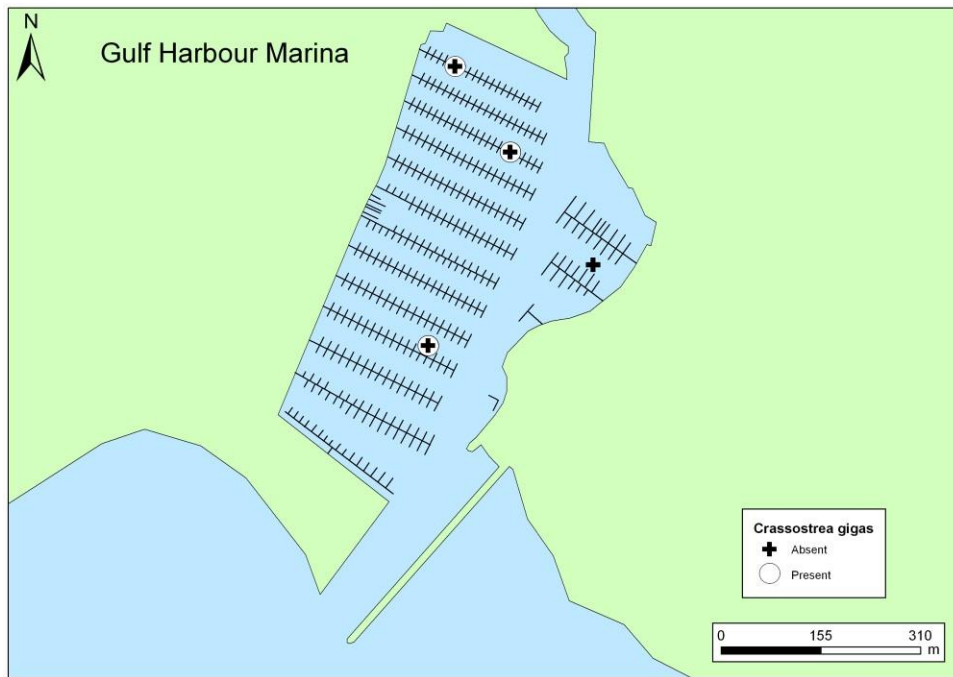 N
Gulf Harbour Marina
Crassostrea gigas
Absent
Present
0 155 310
m